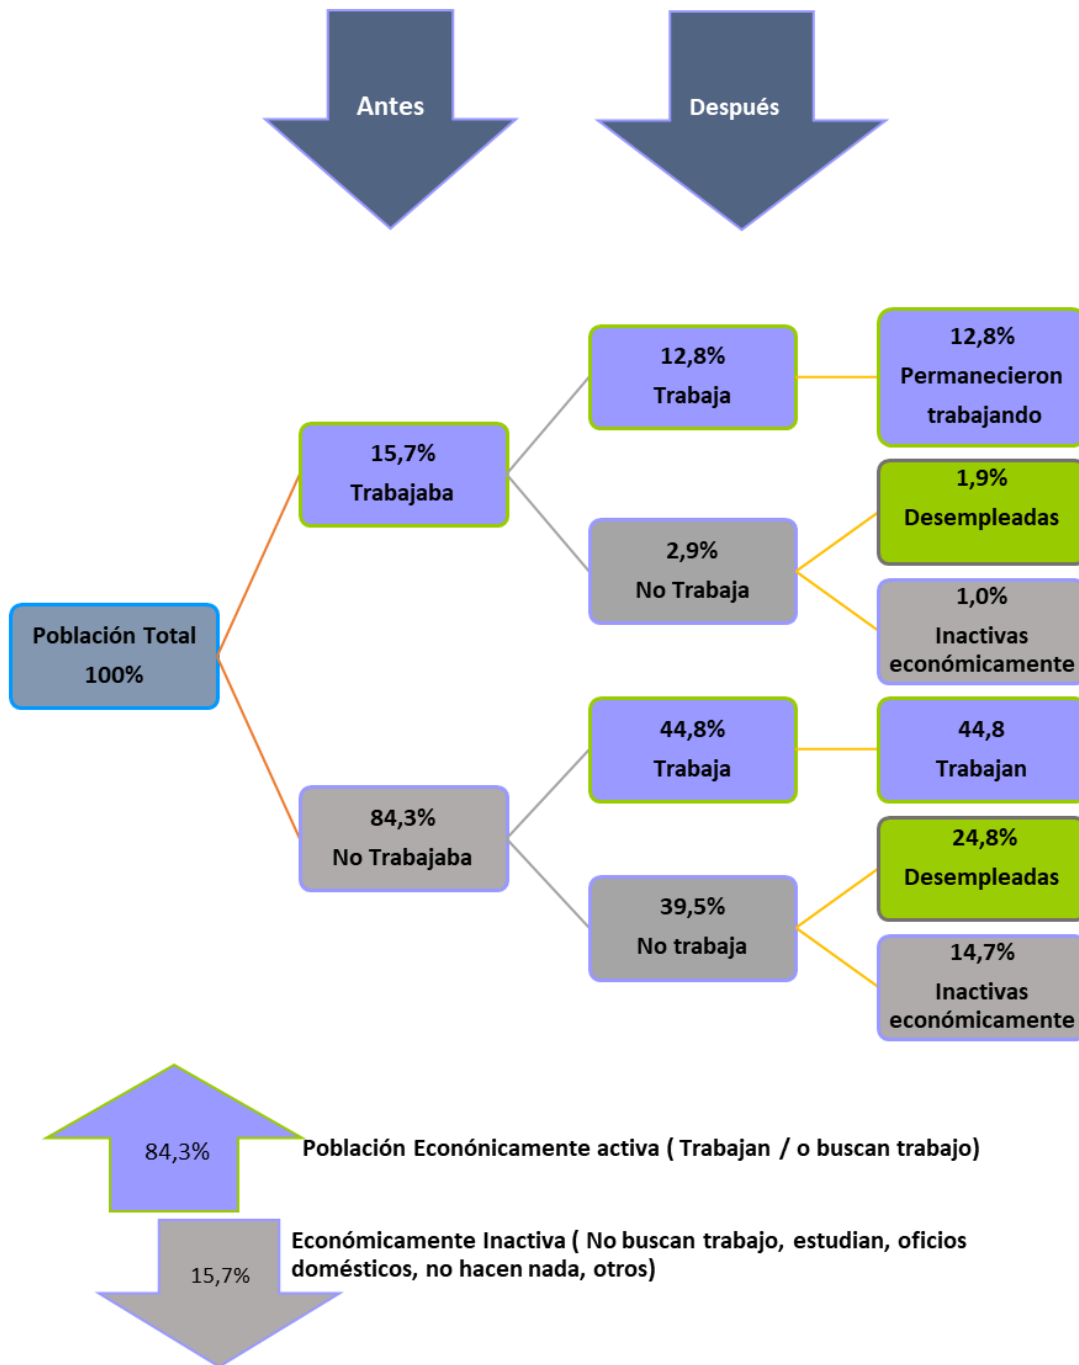 Antes
Después
12,8%
Trabaja
12,8%
Permanecieron
trabajando
15,7%
Trabajaba
1,9%
Desempleadas
2,9%
No Trabaja
1,0%
Inactivas
económicamente
Población Total
100%
44,8%
Trabaja
44,8
Trabajan
84,3%
No Trabajaba
24,8%
Desempleadas
39,5%
No trabaja
14,7%
Inactivas
económicamente
84,3%
Población Econónicamente activa ( Trabajan / o buscan trabajo)
15,7%
Económicamente Inactiva ( No buscan trabajo, estudian, oficios
domésticos, no hacen nada, otros)